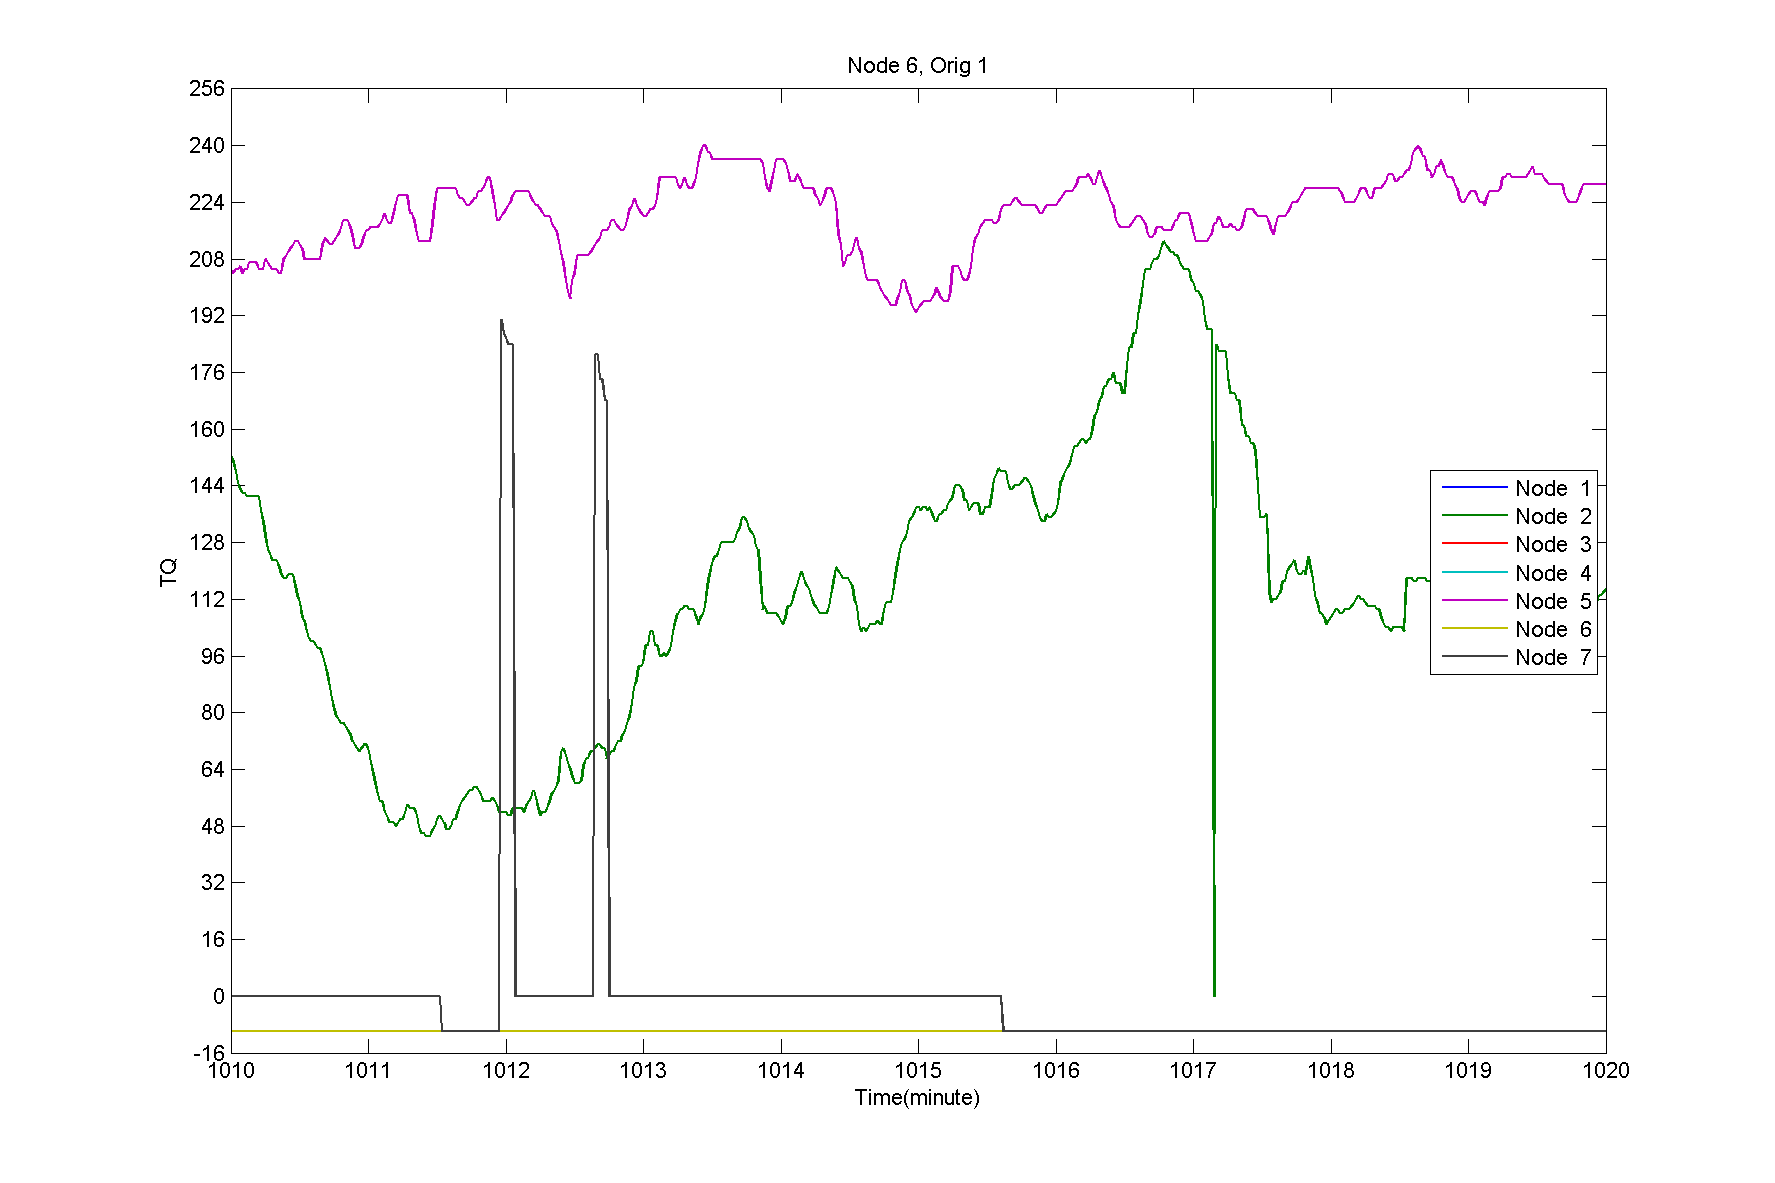 Node 6, Orig 1
256
240
224
208
192
176
160
144
128
112
96
80
64
48
32
16
0
-16
TQ
1010 1011 1012 1013 1014 1015 1016 1017 1018 1019 1020
Time(minute)
Node 1
Node 2
Node 3
Node 4
Node 5
Node 6
Node 7